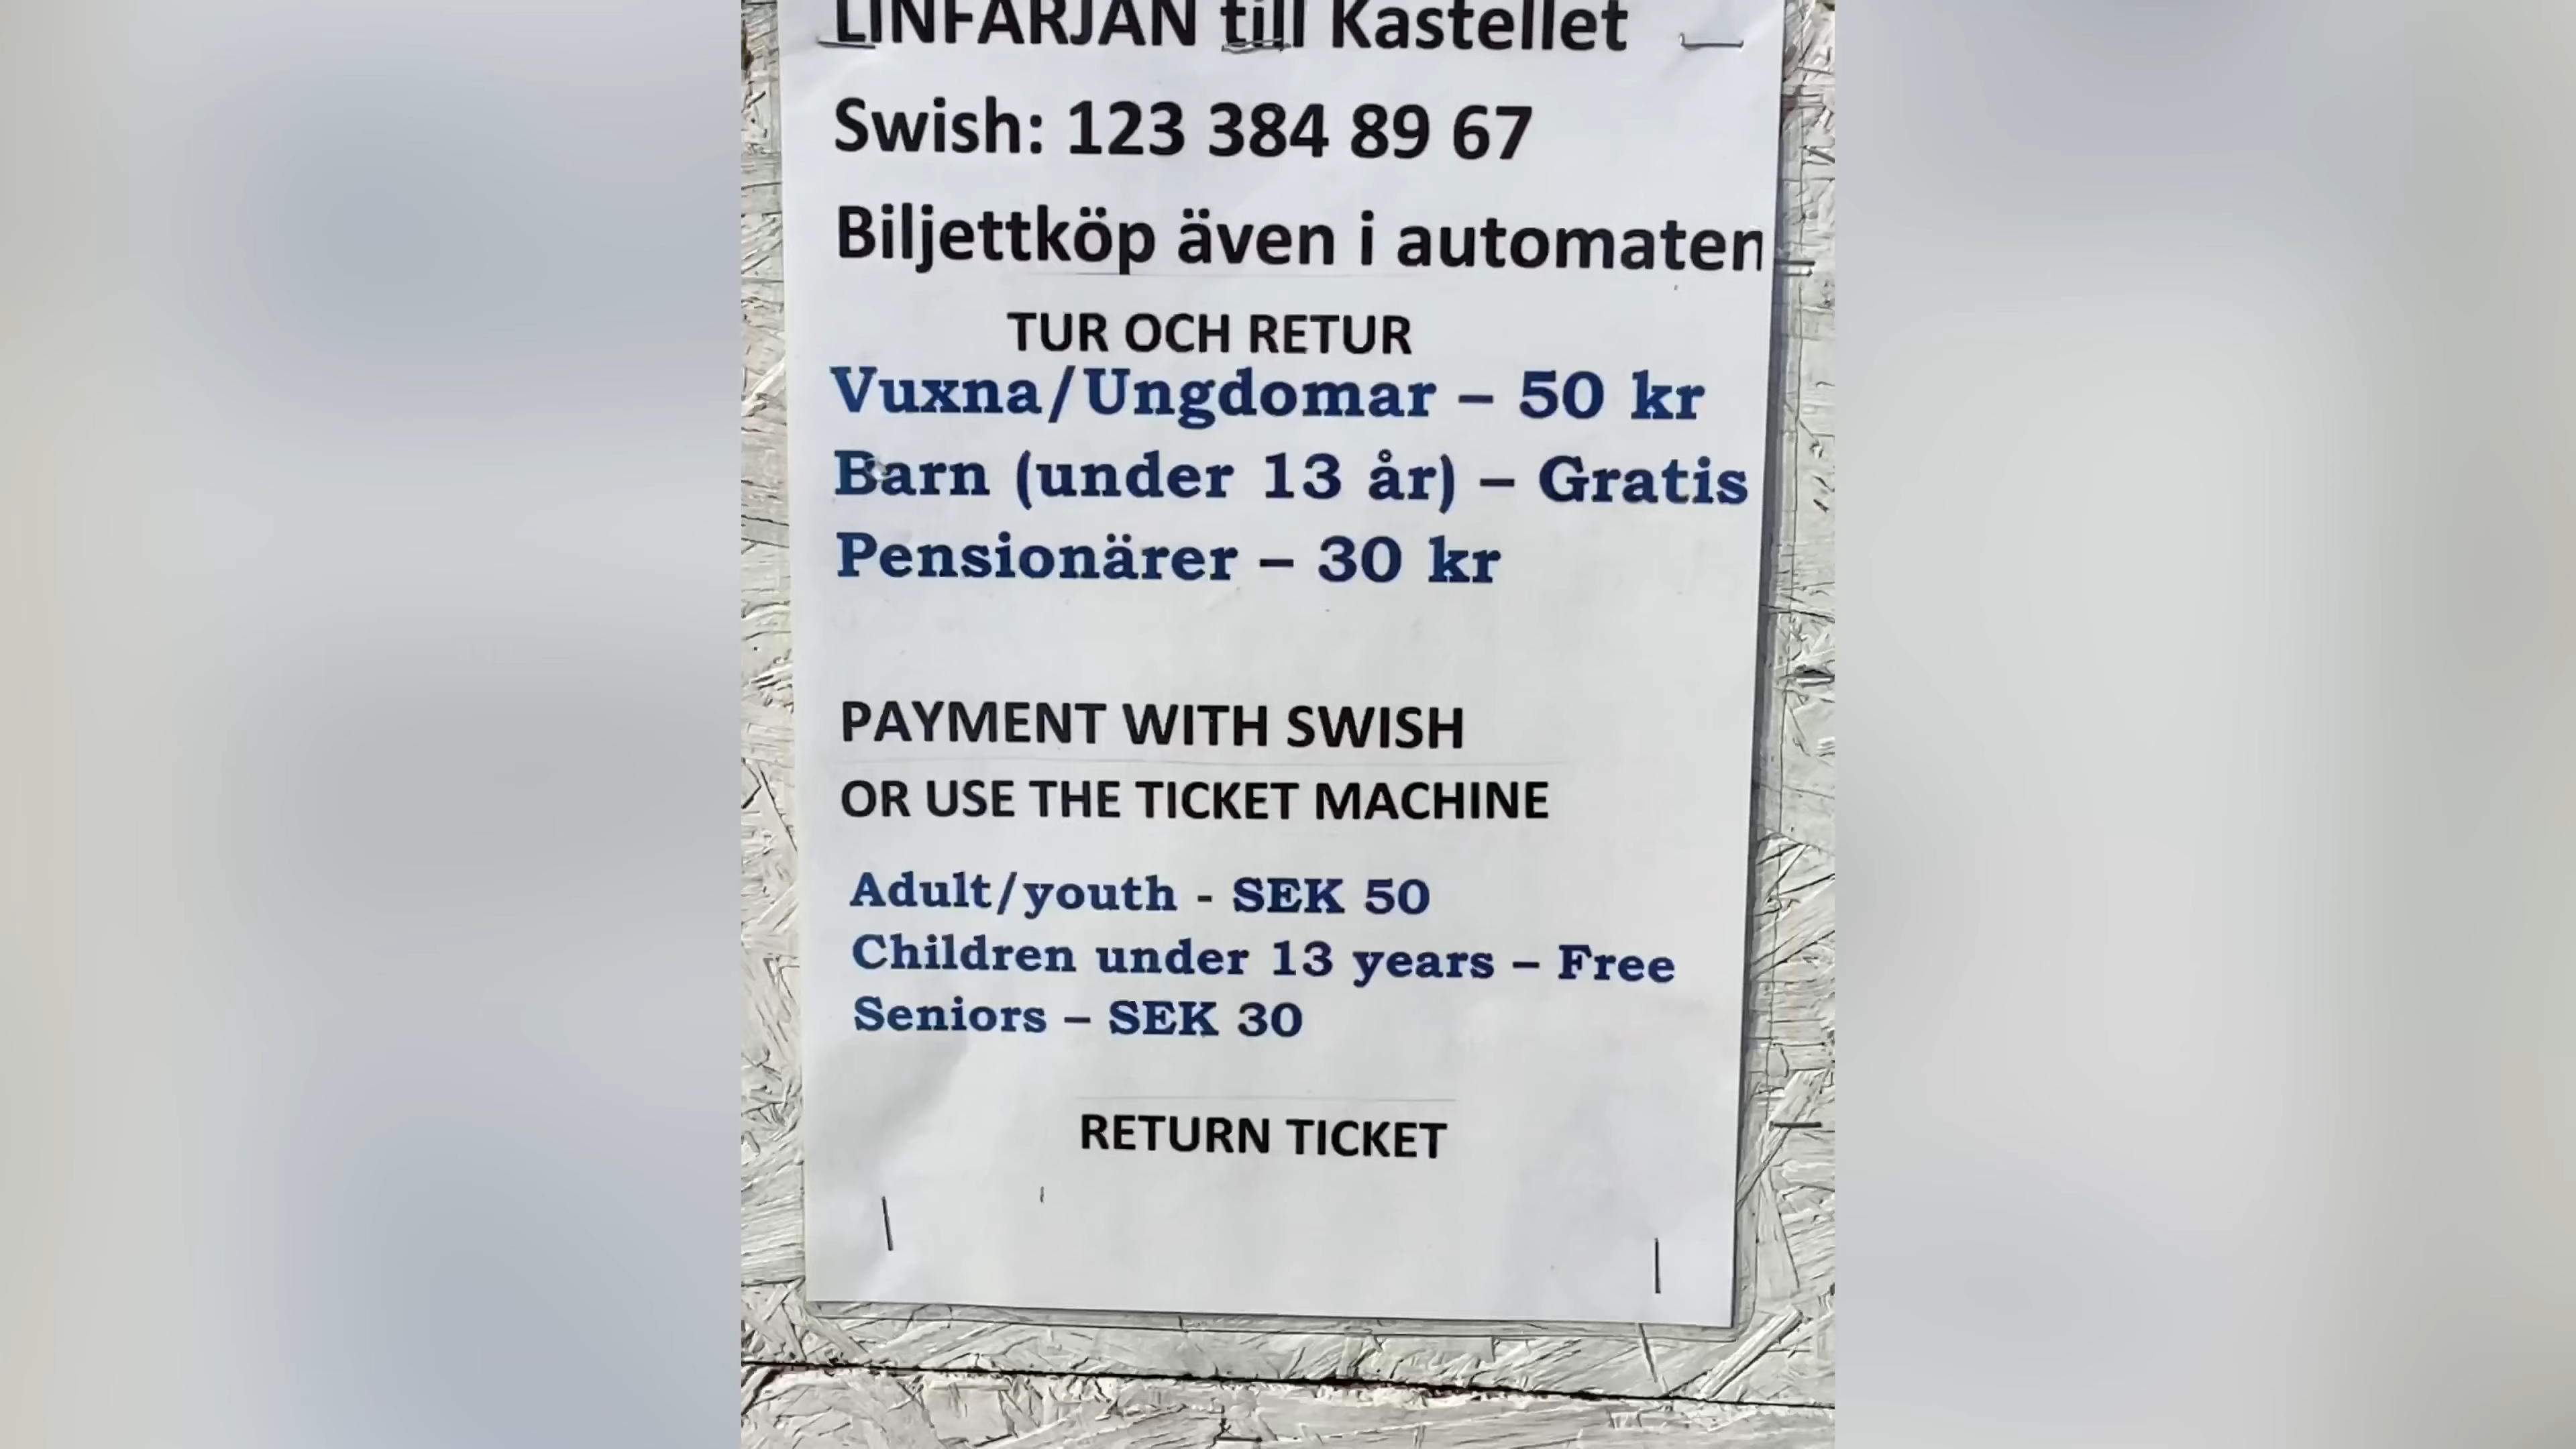 LINFÄRJAN till Kastellet
Swish: 123 384 89 67
Biljettköp även i automaten
TUR OCH RETUR
Vuxna/Ungdomar – 50 kr
Barn (under 13 år) – Gratis
Pensionärer – 30 kr
PAYMENT WITH SWISH
OR USE THE TICKET MACHINE
Adult/youth - SEK 50
Children under 13 years – Free
Seniors – SEK 30
RETURN TICKET